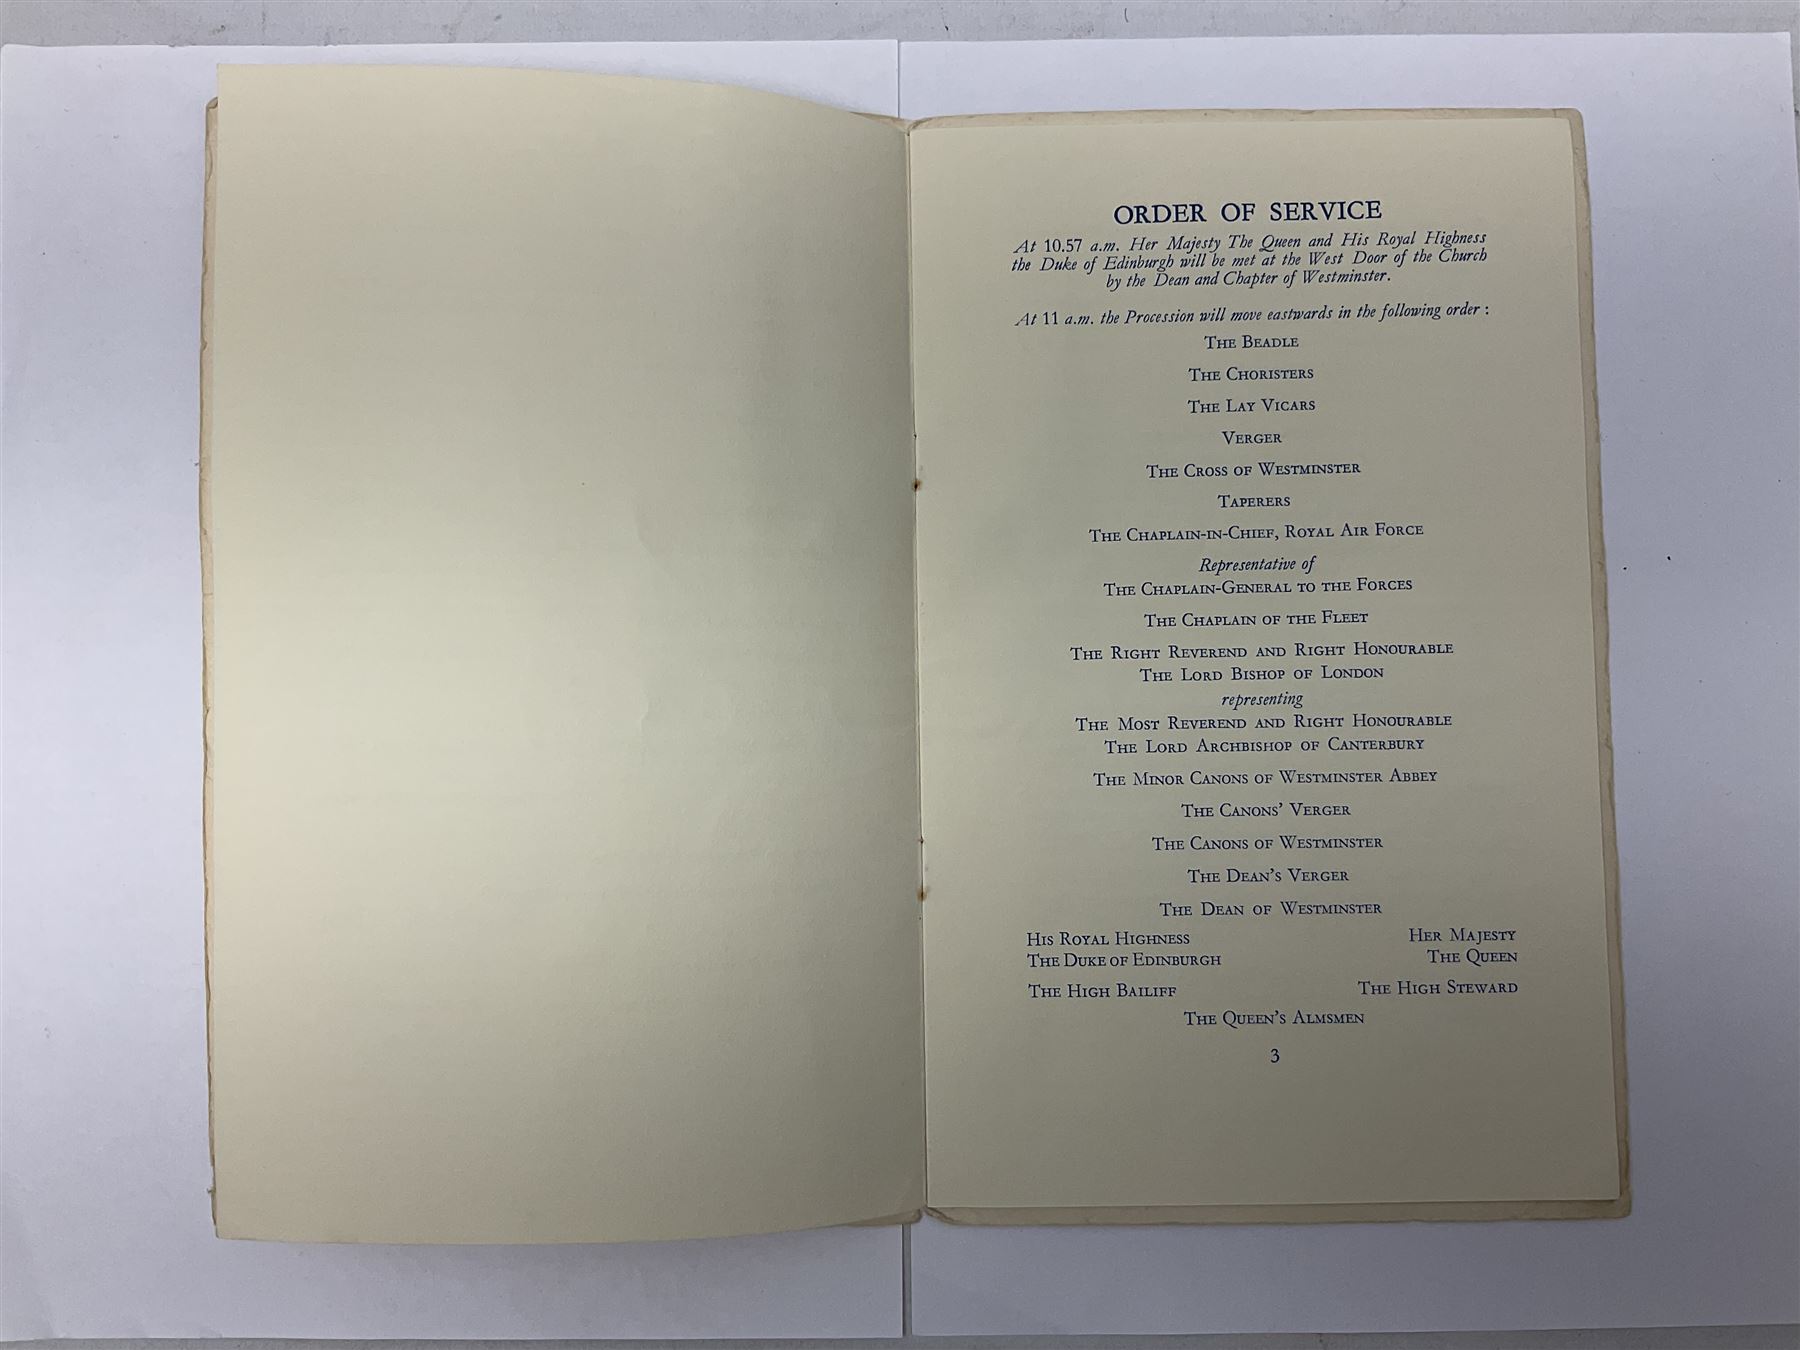 ORDER OF SERVICE
At 10.57 a.m. Her Majesty The Queen and His Royal Highness
the Duke of Edinburgh will be met at the West Door of the Church
by the Dean and Chapter of Westminster.
At 11 a.m. the Procession will move eastwards in the following order :
THE BEADLE
THE CHORISTERS
THE LAY VICARS
VERGER
THE CROSS OF WESTMINSTER
TAPERERS
THE CHAPLAIN-IN-CHIEF, ROYAL AIR FORCE
Representative of
THE CHAPLAIN-GENERAL TO THE FORCES
THE CHAPLAIN OF THE FLEET
THE RIGHT REVEREND AND RIGHT HONOURABLE
THE LORD BISHOP OF LONDON
representing
THE MOST REVEREND AND RIGHT HONOURABLE
THE LORD ARCHBISHOP OF CANTERBURY
THE MINOR CANONS OF WESTMINSTER ABBEY
THE CANONS' VERGER
THE CANONS OF WESTMINSTER
THE DEAN'S VERGER
THE DEAN OF WESTMINSTER
HIS ROYAL HIGHNESS HER MAJESTY
THE DUKE OF EDINBURGH THE QUEEN
THE HIGH BAILIFF THE HIGH STEWARD
THE QUEEN'S ALMSMEN
3